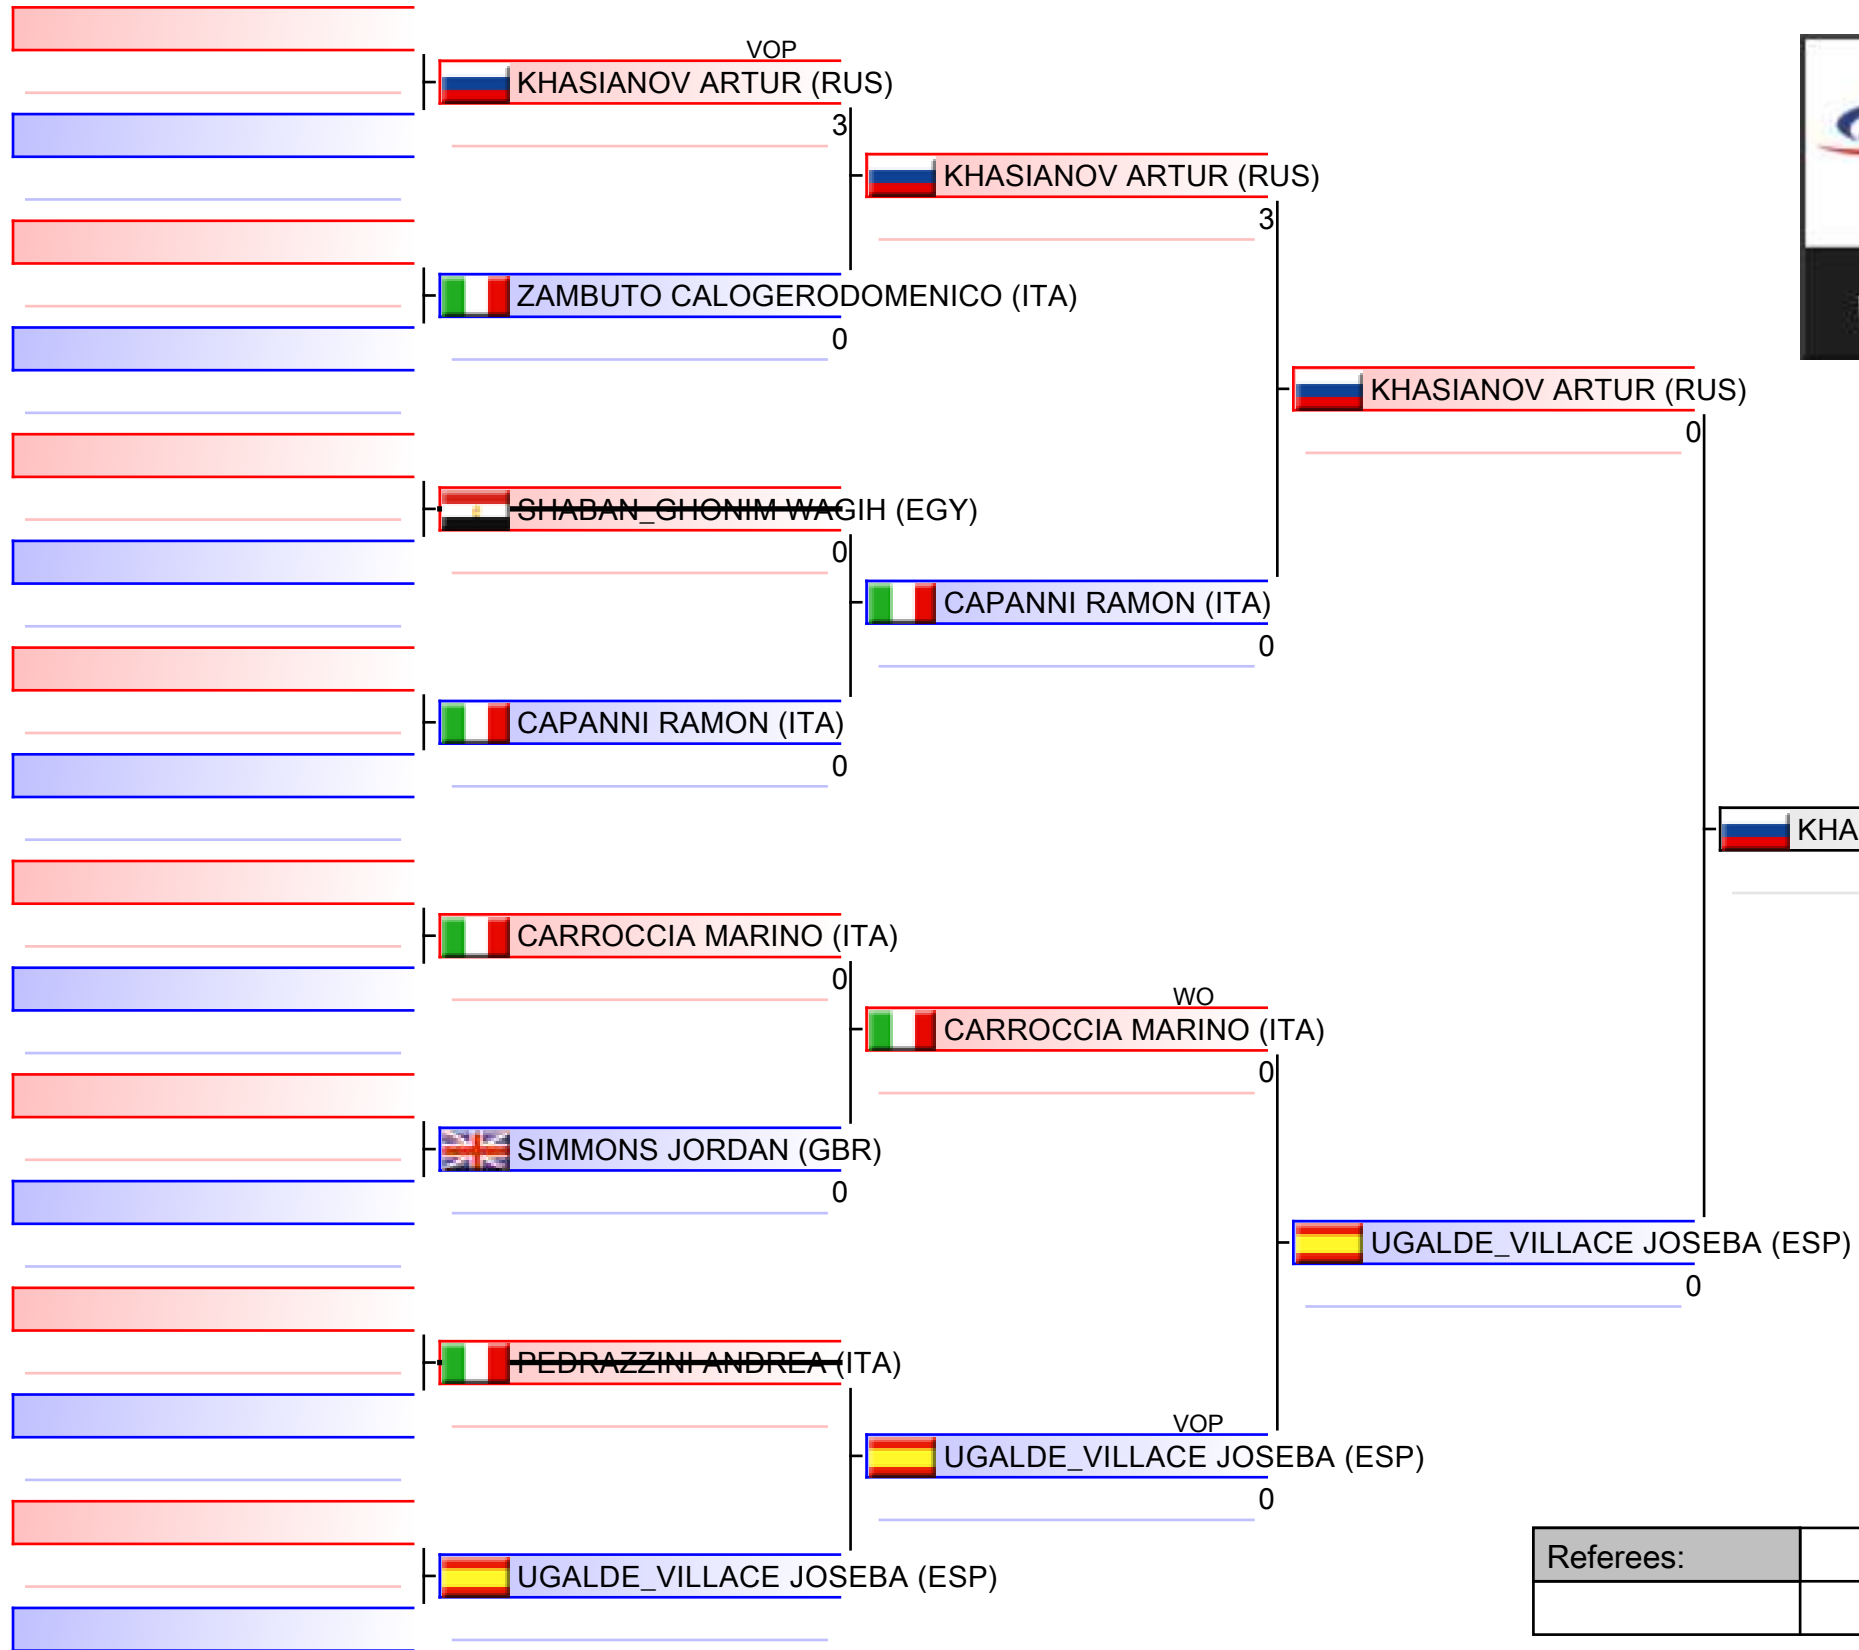 VOP
KHASIANOV ARTUR (RUS)
3
KHASIANOV ARTUR (RUS)
3
ZAMBUTO CALOGERODOMENICO (ITA)
0
KHASIANOV ARTUR (RUS)
0
SHABAN_GHONIM WAGIH (EGY)
0
CAPANNI RAMON (ITA)
0
CAPANNI RAMON (ITA)
0
KHA
CARROCCIA MARINO (ITA)
0
WO
CARROCCIA MARINO (ITA)
0
SIMMONS JORDAN (GBR)
0
UGALDE_VILLACE JOSEBA (ESP)
0
PEDRAZZINI ANDREA (ITA)
VOP
UGALDE_VILLACE JOSEBA (ESP)
0
UGALDE_VILLACE JOSEBA (ESP)
Referees: